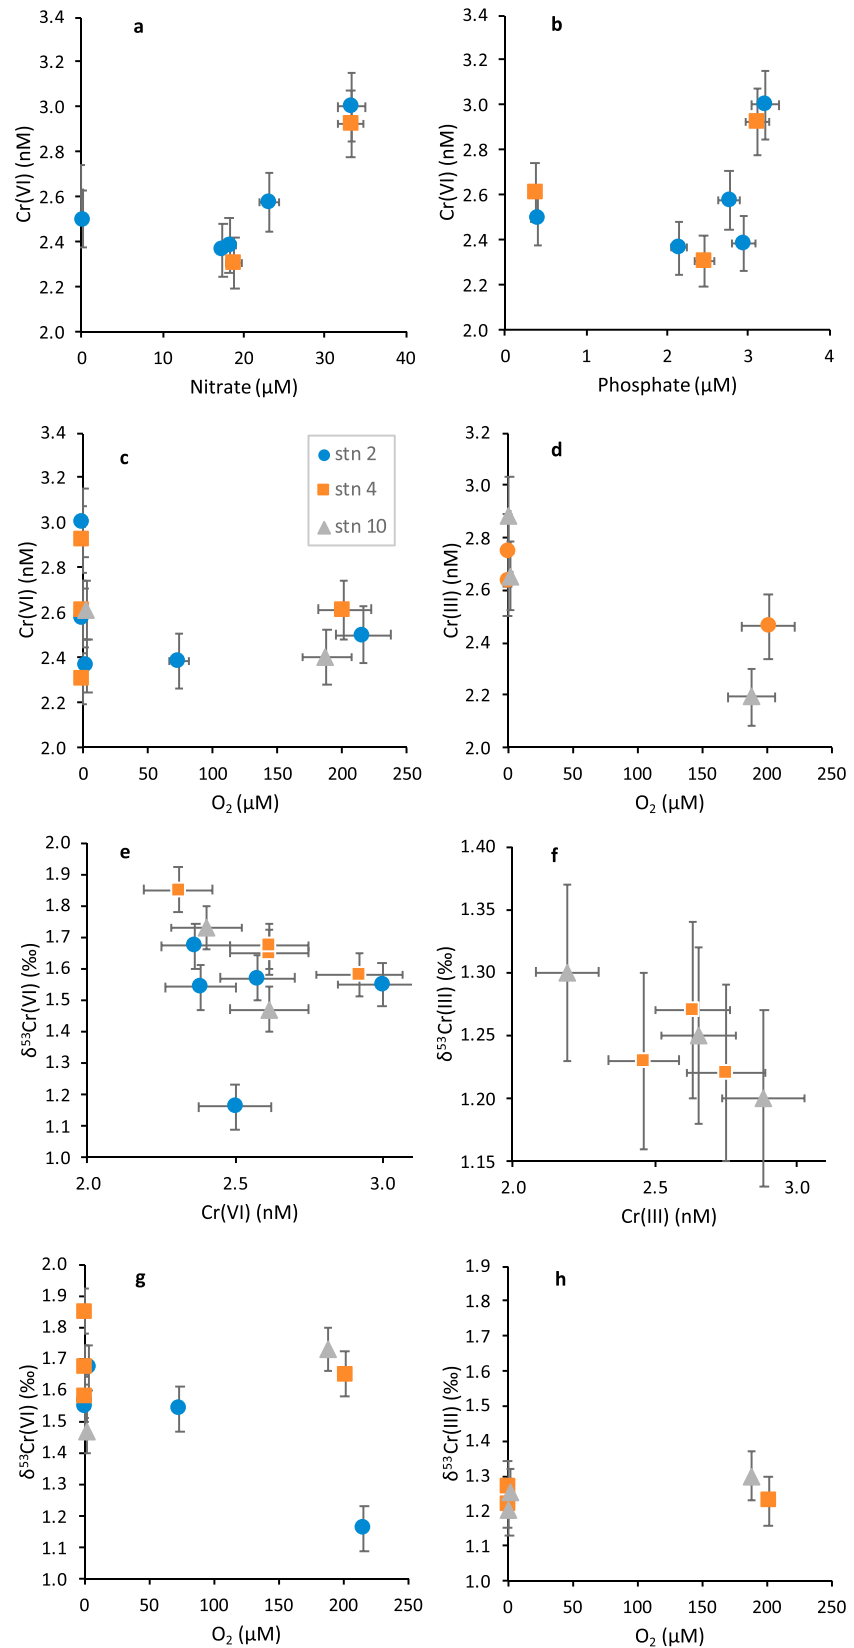 a
3.4
3.2
3.0
2.8
2.6
2.4
2.2
2.0
Cr(VI) (nM)
0 10 20 30 40
Nitrate (µM)
b
3.4
3.2
3.0
2.8
2.6
2.4
2.2
2.0
Cr(VI) (nM)
0 1 2 3 4
Phosphate (µM)
c
3.4
3.2
3.0
2.8
2.6
2.4
2.2
2.0
Cr(VI) (nM)
stn 2
stn 4
stn 10
0 50 100 150 200 250
O₂ (µM)
d
3.2
3.0
2.8
2.6
2.4
2.2
2.0
Cr(III) (nM)
0 50 100 150 200 250
O₂ (µM)
e
2.0
1.9
1.8
1.7
1.6
1.5
1.4
1.3
1.2
1.1
1.0
δ⁵³Cr(VI) (‰)
2.0 2.5 3.0
Cr(VI) (nM)
f
1.40
1.35
1.30
1.25
1.20
1.15
δ⁵³Cr(III) (‰)
2.0 2.5 3.0
Cr(III) (nM)
g
2.0
1.9
1.8
1.7
1.6
1.5
1.4
1.3
1.2
1.1
1.0
δ⁵³Cr(VI) (‰)
0 50 100 150 200 250
O₂ (µM)
h
1.9
1.8
1.7
1.6
1.5
1.4
1.3
1.2
1.1
1.0
δ⁵³Cr(III) (‰)
0 50 100 150 200 250
O₂ (µM)